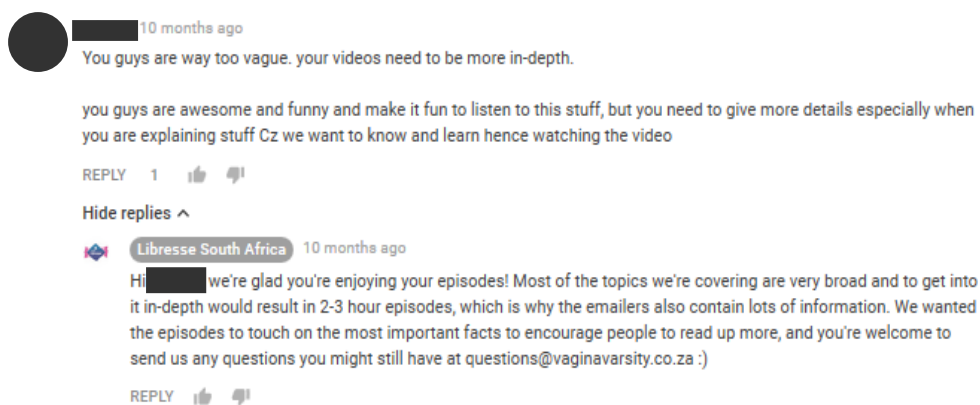 10 months ago
You guys are way too vague. your videos need to be more in-depth.
you guys are awesome and funny and make it fun to listen to this stuff, but you need to give more details especially when
you are explaining stuff Cz we want to know and learn hence watching the video
REPLY 1
Hide replies
Libresse South Africa 10 months ago
Hi we're glad you're enjoying your episodes! Most of the topics we're covering are very broad and to get into
it in-depth would result in 2-3 hour episodes, which is why the emailers also contain lots of information. We wanted
the episodes to touch on the most important facts to encourage people to read up more, and you're welcome to
send us any questions you might still have at questions@vaginavarsity.co.za :)
REPLY